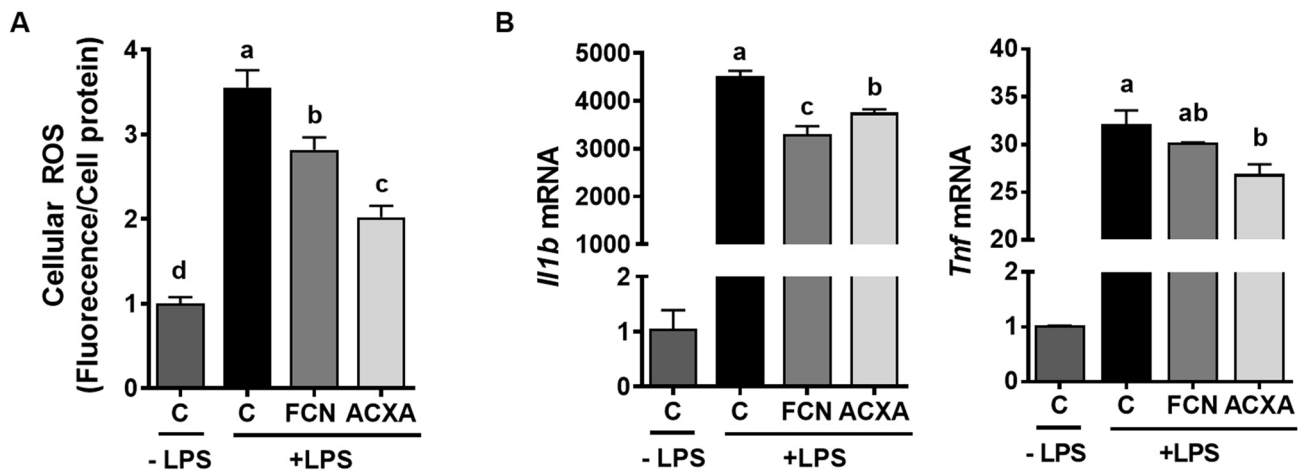 A
Cellular ROS
(Fluorecence/Cell protein)
4
3
2
1
0
d
a
b
c
C
C
FCN
ACXA
- LPS
+LPS
B
Il1b mRNA
5000
4000
3000
2000
1000
2
1
0
a
c
b
C
C
FCN
ACXA
- LPS
+LPS
Tnf mRNA
40
35
30
25
20
2
1
0
a
ab
b
C
C
FCN
ACXA
- LPS
+LPS